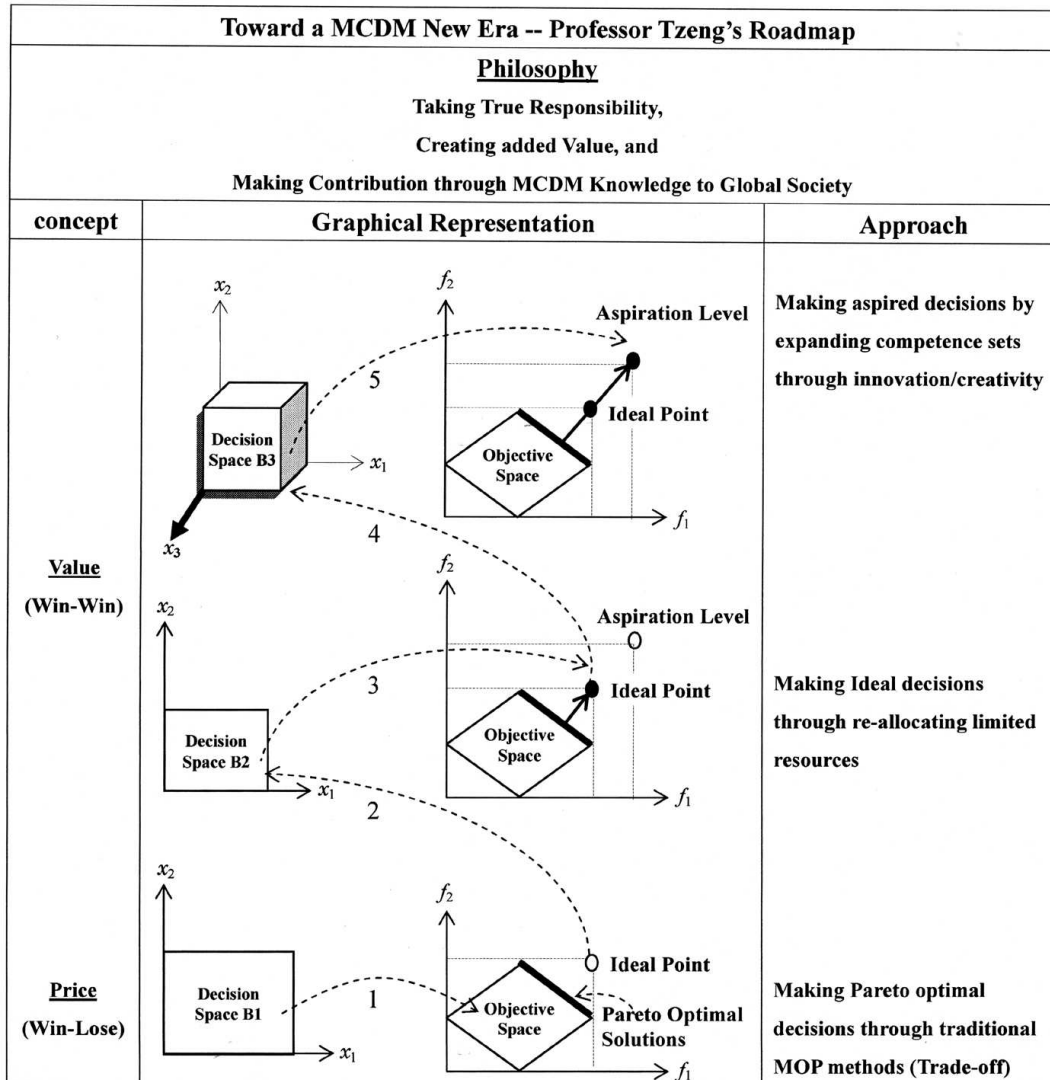 Toward a MCDM New Era -- Professor Tzeng's Roadmap
Philosophy
Taking True Responsibility,
Creating added Value, and
Making Contribution through MCDM Knowledge to Global Society
concept
Graphical Representation
Approach
x₂
f₂
Aspiration Level
5
Ideal Point
Decision
Space B3
x₁
Objective
Space
f₁
x₃
4
Making aspired decisions by
expanding competence sets
through innovation/creativity
Value
(Win-Win)
x₂
f₂
Aspiration Level
3
Ideal Point
Decision
Space B2
x₁
Objective
Space
f₁
2
Making Ideal decisions
through re-allocating limited
resources
Price
(Win-Lose)
x₂
f₂
Ideal Point
Decision
Space B1
1
x₁
Objective
Space
Pareto Optimal
Solutions
f₁
Making Pareto optimal
decisions through traditional
MOP methods (Trade-off)